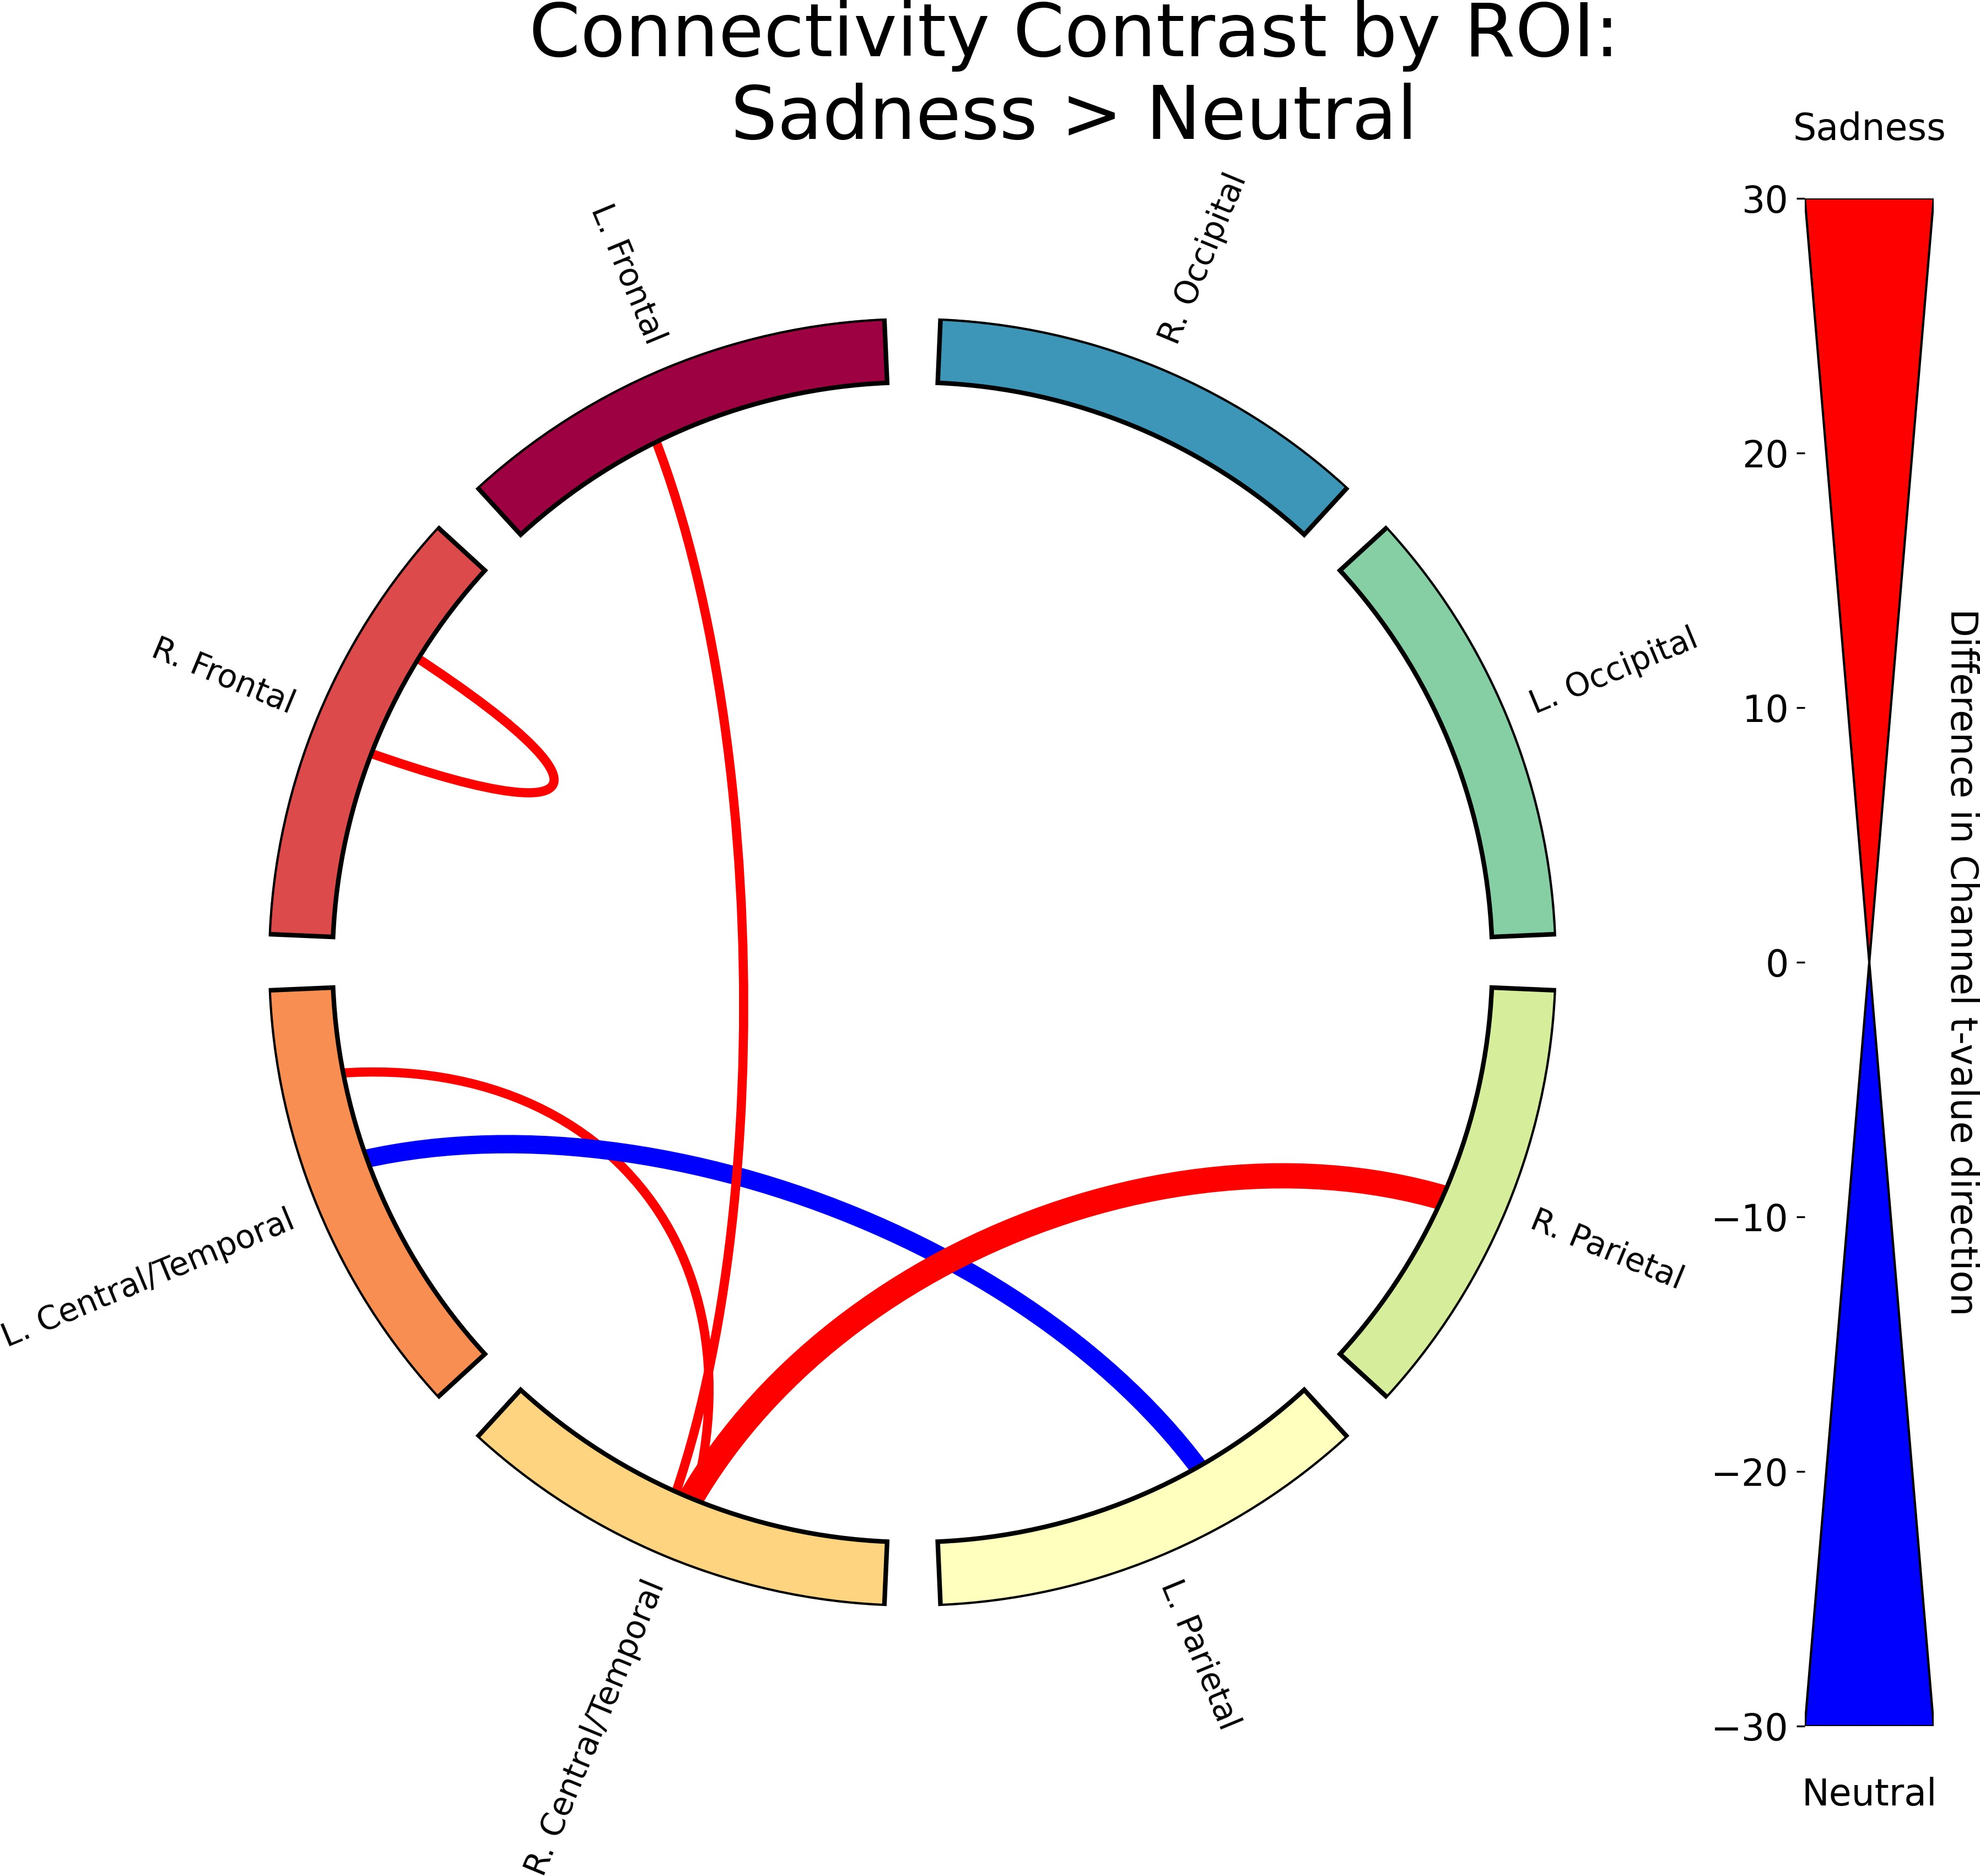 Connectivity Contrast by ROI:
Sadness > Neutral
Sadness
L. Frontal
R. Occipital
R. Frontal
L. Occipital
L. Central/Temporal
R. Parietal
R. Central/Temporal
L. Parietal
30
20
10
0
−10
−20
−30
Difference in Channel t-value direction
Neutral